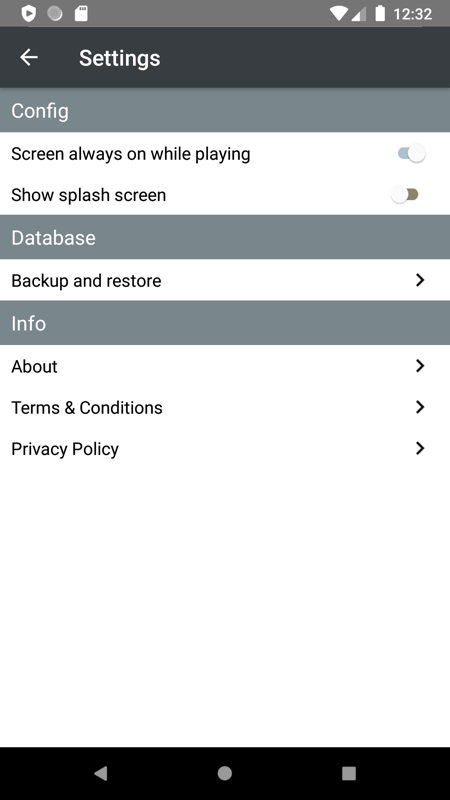 12:32
Settings
Config
Screen always on while playing
Show splash screen
Database
Backup and restore
Info
About
Terms & Conditions
Privacy Policy